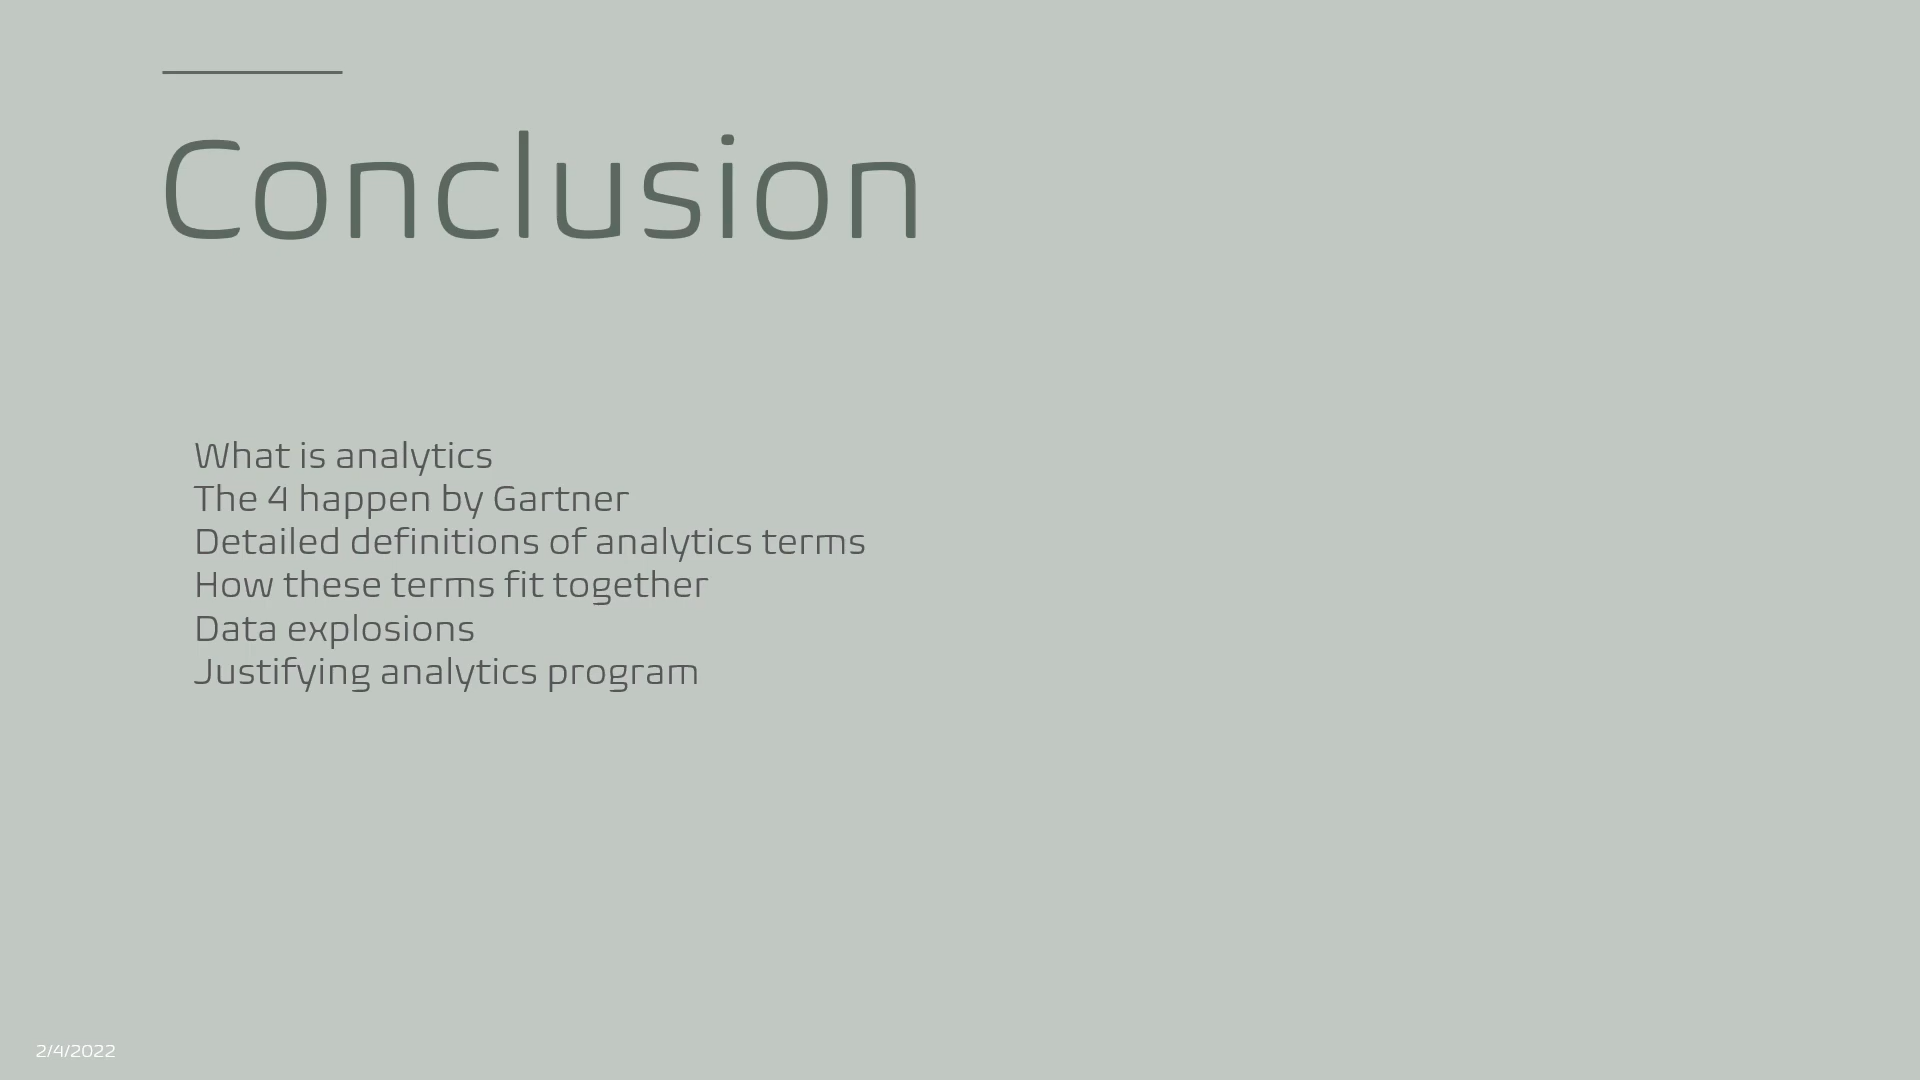 Conclusion
What is analytics
The 4 happen by Gartner
Detailed definitions of analytics terms
How these terms fit together
Data explosions
Justifying analytics program
2/4/2022